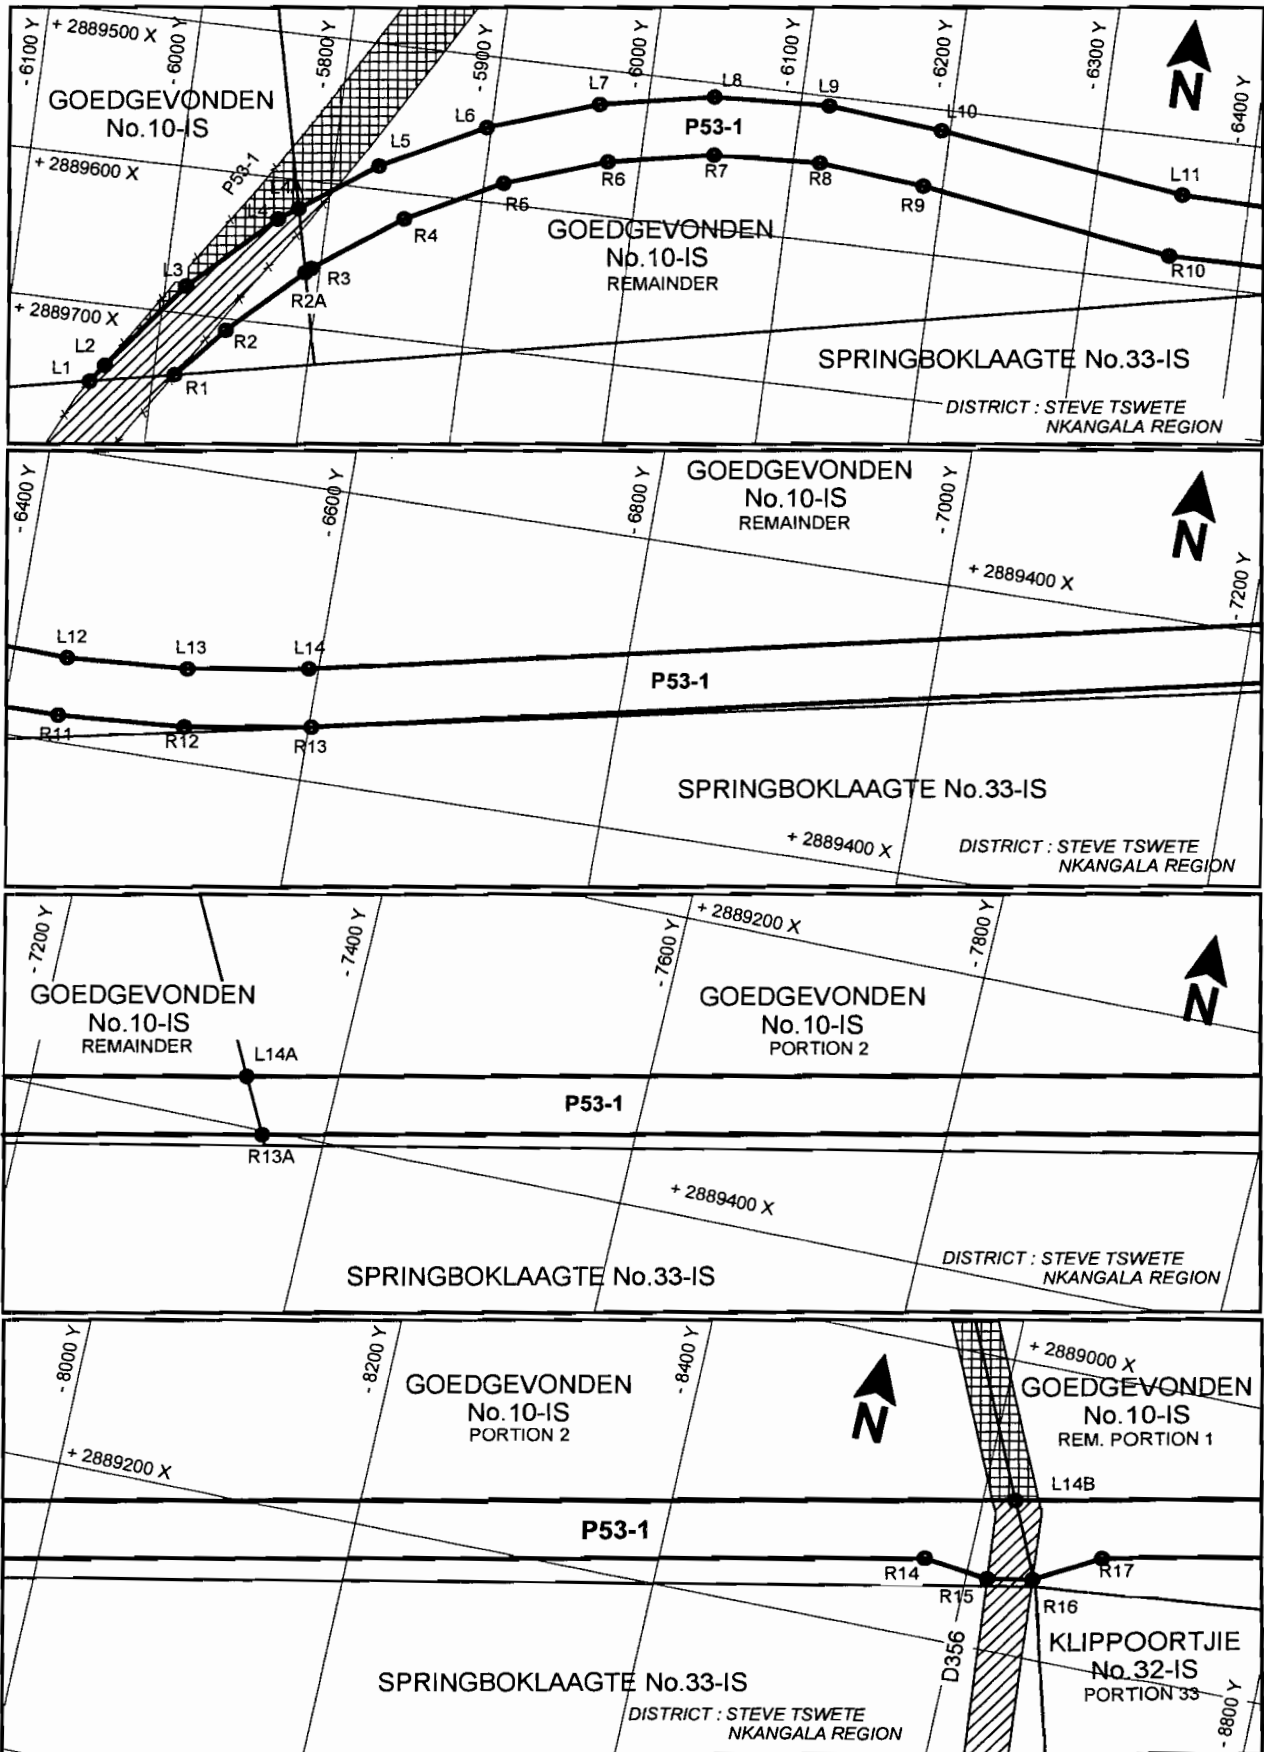 - 6100 Y
+ 2889500 X
- 6000 Y
- 5800 Y
- 5900 Y
- 6000 Y
- 6100 Y
- 6200 Y
- 6300 Y
- 6400 Y
N
GOEDGEVONDEN
No.10-IS
L7
L8
L9
L10
L6
P53-1
L5
+ 2889600 X
P53-1
L4
L11
R7
R6
R8
R5
R9
R4
GOEDGEVONDEN
No.10-IS
REMAINDER
L3
R3
R2A
R10
+ 2889700 X
R2
L2
L1
R1
SPRINGBOKLAAGTE No.33-IS
DISTRICT : STEVE TSWETE
NKANGALA REGION
- 6400 Y
- 6600 Y
- 6800 Y
- 7000 Y
- 7200 Y
GOEDGEVONDEN
No.10-IS
REMAINDER
N
+ 2889400 X
L12
L13
L14
P53-1
R11
R12
R13
SPRINGBOKLAAGTE No.33-IS
+ 2889400 X
DISTRICT : STEVE TSWETE
NKANGALA REGION
- 7200 Y
- 7400 Y
- 7600 Y
+ 2889200 X
- 7800 Y
N
GOEDGEVONDEN
No.10-IS
REMAINDER
GOEDGEVONDEN
No.10-IS
PORTION 2
L14A
P53-1
R13A
+ 2889400 X
SPRINGBOKLAAGTE No.33-IS
DISTRICT : STEVE TSWETE
NKANGALA REGION
- 8000 Y
- 8200 Y
- 8400 Y
+ 2889000 X
GOEDGEVONDEN
No.10-IS
PORTION 2
N
GOEDGEVONDEN
No.10-IS
REM. PORTION 1
+ 2889200 X
L14B
P53-1
R14
R15
R16
R17
D356
KLIPPOORTJIE
No.32-IS
PORTION 33
- 8800 Y
SPRINGBOKLAAGTE No.33-IS
DISTRICT : STEVE TSWETE
NKANGALA REGION